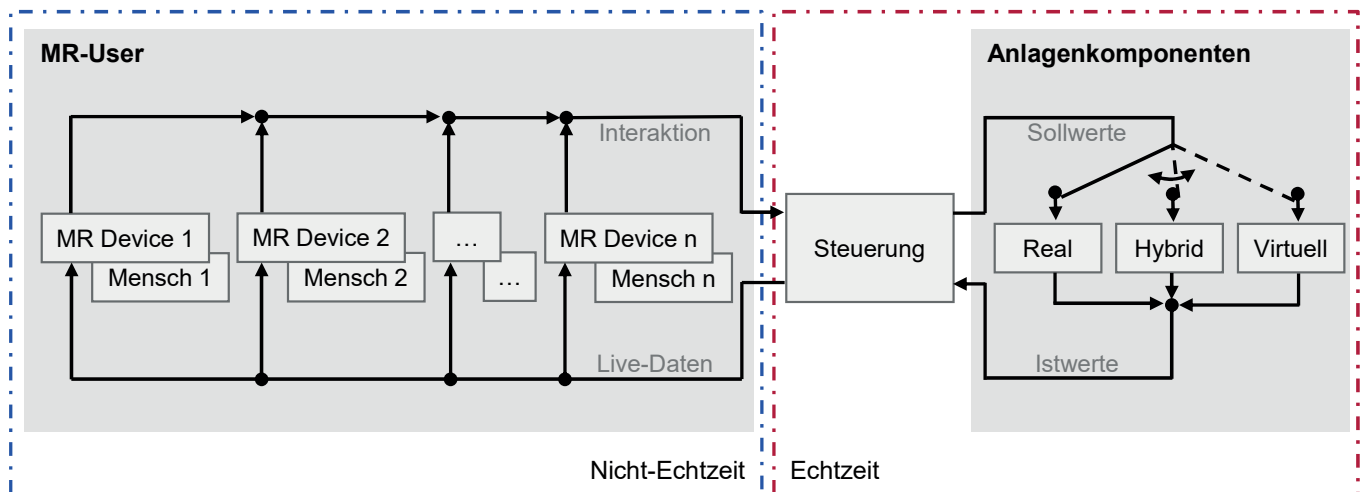 MR-User
Anlagenkomponenten
Interaktion
Sollwerte
MR Device 1
Mensch 1
MR Device 2
Mensch 2
…
…
MR Device n
Mensch n
Steuerung
Real
Hybrid
Virtuell
Live-Daten
Istwerte
Nicht-Echtzeit
Echtzeit